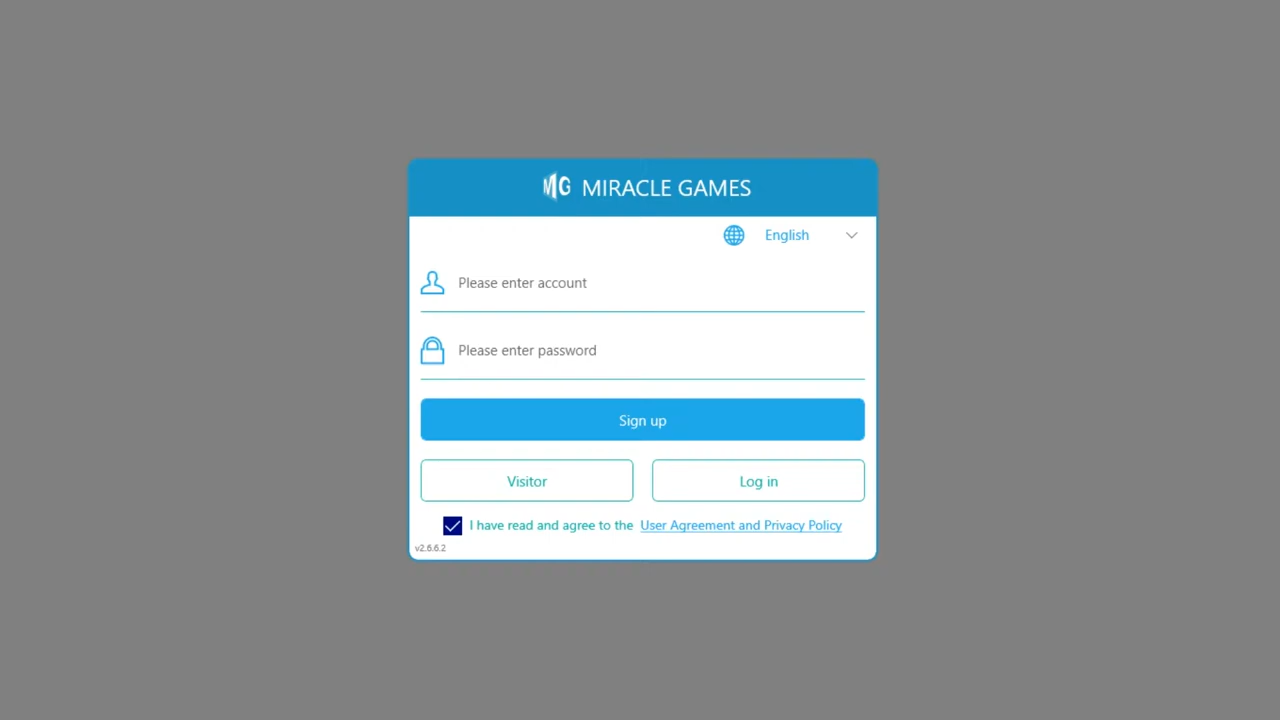 MG MIRACLE GAMES
English
Please enter account
Please enter password
Sign up
Visitor Log in
I have read and agree to the User Agreement and Privacy Policy
v2.6.6.2